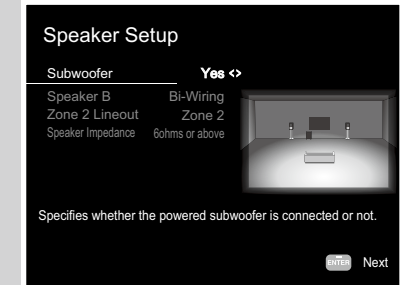 Speaker Setup
Subwoofer Yes <>
Speaker B Bi-Wiring
Zone 2 Lineout Zone 2
Speaker Impedance 6ohms or above
Specifies whether the powered subwoofer is connected or not.
ENTER Next